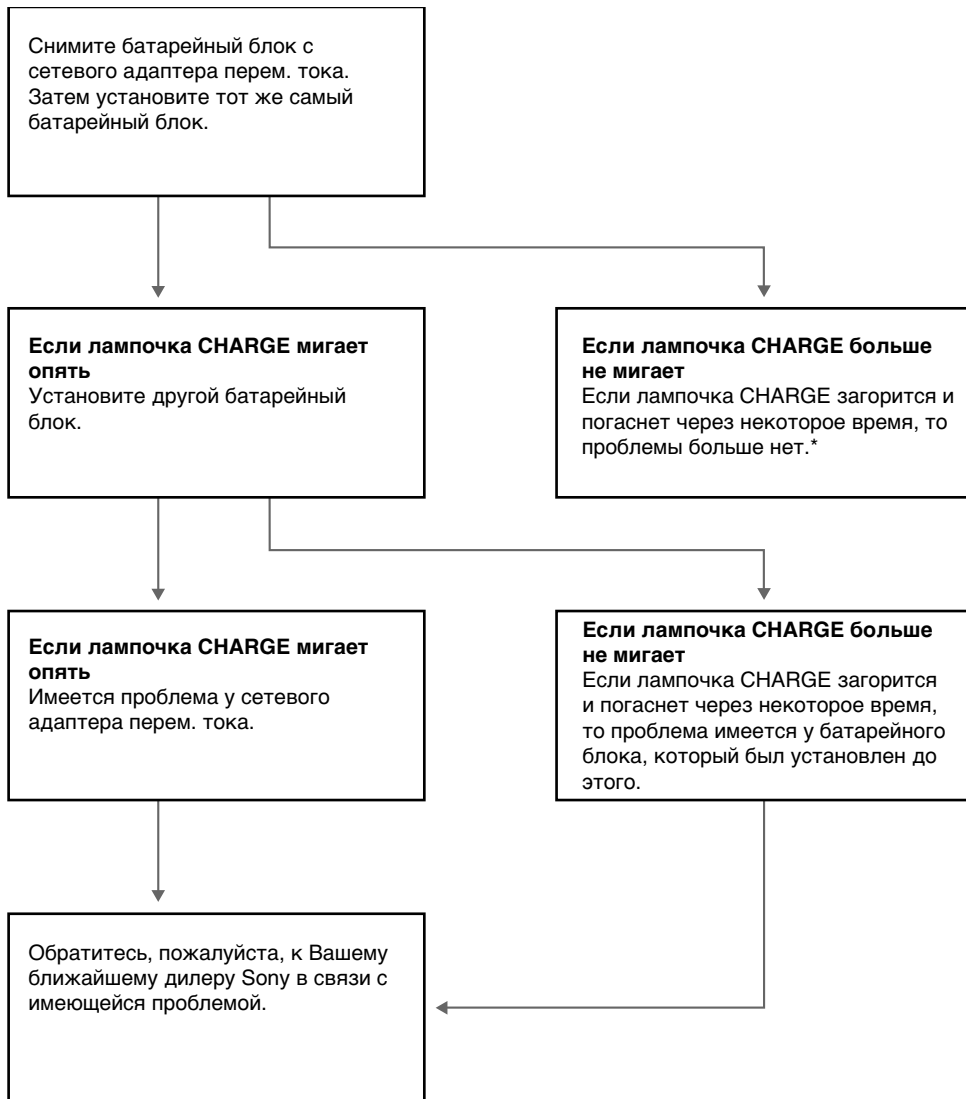 Снимите батарейный блок с
сетевого адаптера перем. тока.
Затем установите тот же самый
батарейный блок.
Если лампочка CHARGE мигает
опять
Установите другой батарейный
блок.
Если лампочка CHARGE больше
не мигает
Если лампочка CHARGE загорится и
погаснет через некоторое время, то
проблемы больше нет.*
Если лампочка CHARGE мигает
опять
Имеется проблема у сетевого
адаптера перем. тока.
Если лампочка CHARGE больше
не мигает
Если лампочка CHARGE загорится
и погаснет через некоторое время,
то проблема имеется у батарейного
блока, который был установлен до
этого.
Обратитесь, пожалуйста, к Вашему
ближайшему дилеру Sony в связи с
имеющейся проблемой.